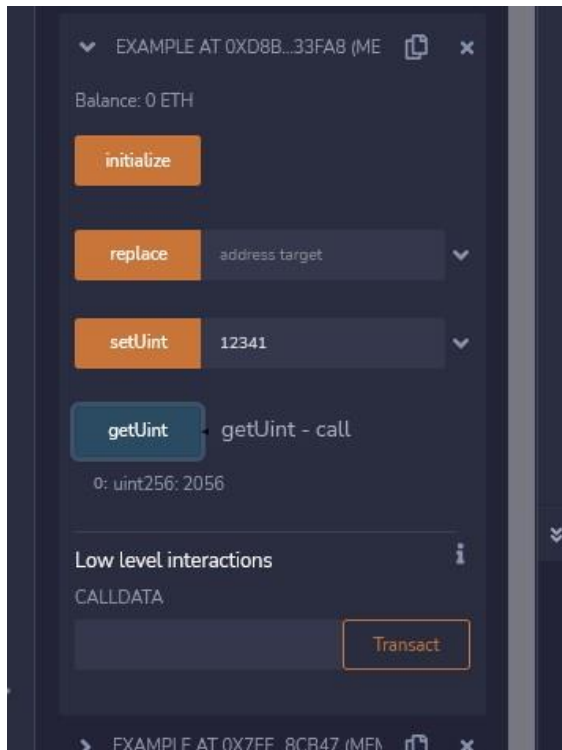 EXAMPLE AT 0XD8B...33FA8 (ME
Balance: 0 ETH
initialize
replace address target
setUint 12341
getUint getUint - call
0: uint256: 2056
Low level interactions
CALLDATA
Transact
EXAMPLE AT 0X7EF...8CB47 (MEM